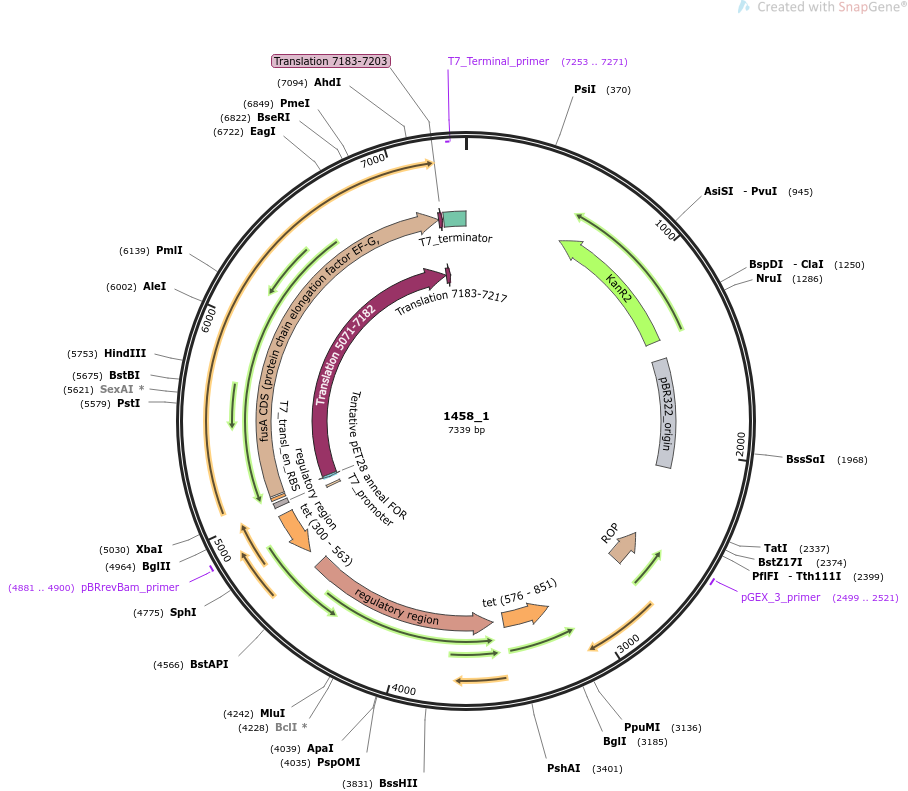 Created with SnapGene®
Translation 7183-7203
T7_Terminal_primer (7253 .. 7271)
(7094) AhdI
PsiI (370)
(6849) PmeI
(6822) BseRI
(6722) EagI
7000
AsiSI - PvuI (945)
1000
T7_terminator
(6139) PmlI
BspDI - ClaI (1250)
NruI (1286)
KanR2
(6002) AleI
Translation 7183-7217
6000
fusA CDS (protein chain elongation factor EF-G,
Translation 5071-7182
(5753) HindIII
(5675) BstBI
(5621) SexAI *
(5579) PstI
pBR322_origin
1458_1
7339 bp
T7_transl_en_RBS
regulatory region
Tentative pET28 anneal FOR
T7_promoter
2000
BssSαI (1968)
tet (300 - 563)
ROP
(5030) XbaI
5000
(4964) BglII
TatI (2337)
BstZ17I (2374)
PflFI - Tth111I (2399)
(4881 .. 4900) pBRrevBam_primer
pGEX_3_primer (2499 .. 2521)
tet (576 - 851)
regulatory region
(4775) SphI
3000
(4566) BstAPI
4000
(4242) MluI
(4228) BclI *
PpuMI (3136)
BglI (3185)
(4039) ApaI
(4035) PspOMI
PshAI (3401)
(3831) BssHII